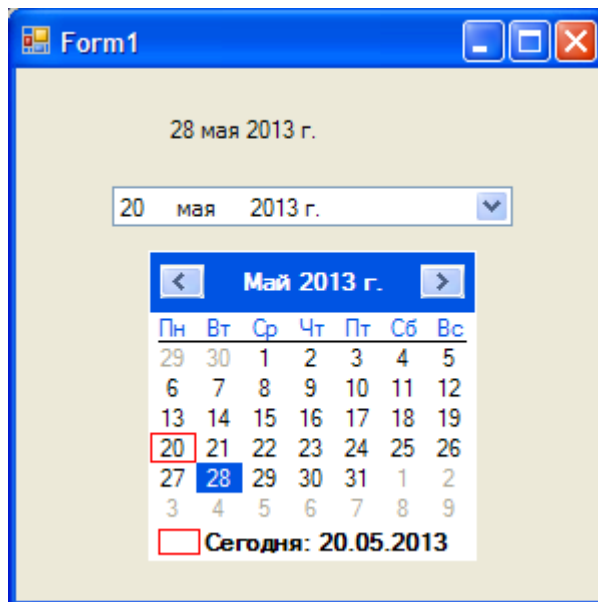 Form1
28 мая 2013 г.
20 мая 2013 г.
Май 2013 г.
Пн Вт Ср Чт Пт Сб Вс
29 30 1 2 3 4 5
6 7 8 9 10 11 12
13 14 15 16 17 18 19
20 21 22 23 24 25 26
27 28 29 30 31 1 2
3 4 5 6 7 8 9
Сегодня: 20.05.2013